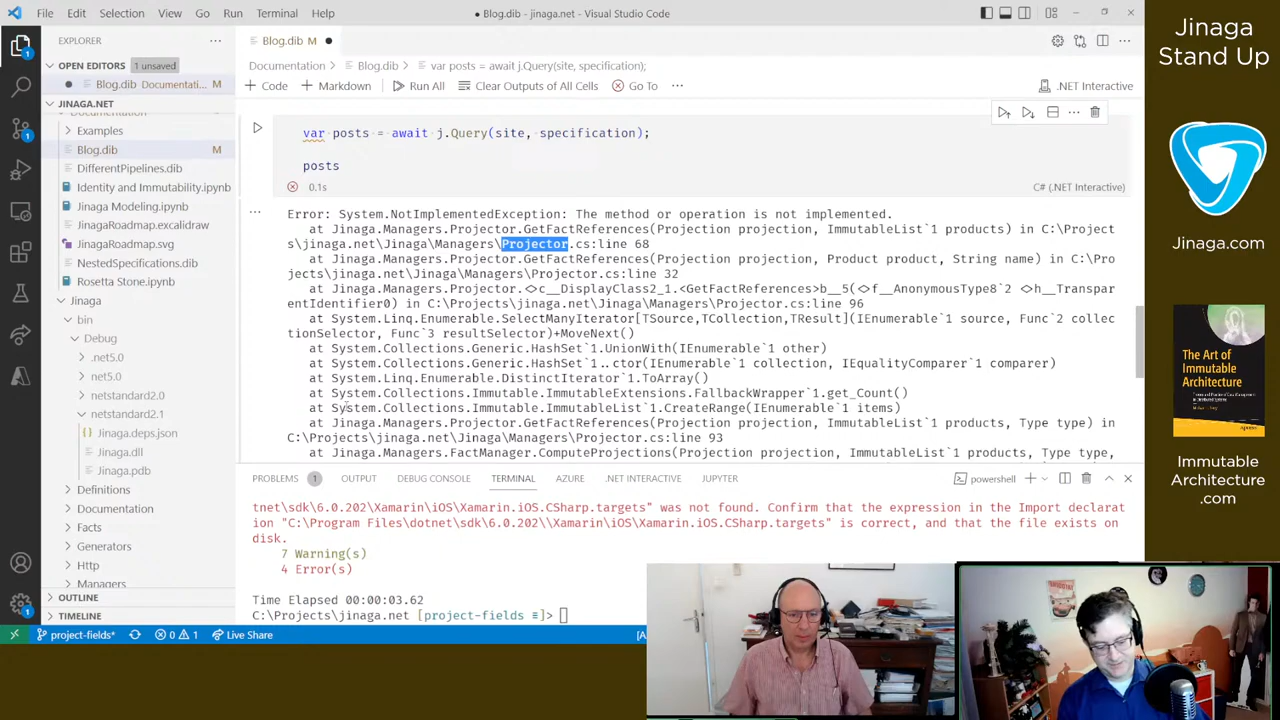 File Edit Selection View Go Run Terminal Help
● Blog.dib - jinaga.net - Visual Studio Code
Jinaga
Stand Up
Jinaga.com
The Art of
Immutable
Architecture
Immutable
Architecture
.com
EXPLORER ···
OPEN EDITORS 1 unsaved
● Blog.dib Documentati... M
JINAGA.NET
Documentation
Examples
Blog.dib M
DifferentPipelines.dib
Identity and Immutability.ipynb
Jinaga Modeling.ipynb
JinagaRoadmap.excalidraw
JinagaRoadmap.svg
NestedSpecifications.dib
Rosetta Stone.ipynb
Jinaga
bin
Debug
.net5.0
net5.0
netstandard2.0
netstandard2.1
Jinaga.deps.json
Jinaga.dll
Jinaga.pdb
Definitions
Documentation
Facts
Generators
Http
Managers
OUTLINE
TIMELINE
Blog.dib M ●
Documentation > Blog.dib > var posts = await j.Query(site, specification);
+ Code + Markdown Run All Clear Outputs of All Cells Go To ··· .NET Interactive
var posts = await j.Query(site, specification);
posts
0.1s C# (.NET Interactive)
··· Error: System.NotImplementedException: The method or operation is not implemented.
at Jinaga.Managers.Projector.GetFactReferences(Projection projection, ImmutableList`1 products) in C:\Project
s\jinaga.net\Jinaga\Managers\Projector.cs:line 68
at Jinaga.Managers.Projector.GetFactReferences(Projection projection, Product product, String name) in C:\Pro
jects\jinaga.net\Jinaga\Managers\Projector.cs:line 32
at Jinaga.Managers.Projector.<>c__DisplayClass2_1.<GetFactReferences>b__5(<>f__AnonymousType8`2 <>h__Transpar
entIdentifier0) in C:\Projects\jinaga.net\Jinaga\Managers\Projector.cs:line 96
at System.Linq.Enumerable.SelectManyIterator[TSource,TCollection,TResult](IEnumerable`1 source, Func`2 collec
tionSelector, Func`3 resultSelector)+MoveNext()
at System.Collections.Generic.HashSet`1.UnionWith(IEnumerable`1 other)
at System.Collections.Generic.HashSet`1..ctor(IEnumerable`1 collection, IEqualityComparer`1 comparer)
at System.Linq.Enumerable.DistinctIterator`1.ToArray()
at System.Collections.Immutable.ImmutableExtensions.FallbackWrapper`1.get_Count()
at System.Collections.Immutable.ImmutableList`1.CreateRange(IEnumerable`1 items)
at Jinaga.Managers.Projector.GetFactReferences(Projection projection, ImmutableList`1 products, Type type) in
C:\Projects\jinaga.net\Jinaga\Managers\Projector.cs:line 93
at Jinaga.Managers.FactManager.ComputeProjections(Projection projection, ImmutableList`1 products, Type type,
PROBLEMS 1 OUTPUT DEBUG CONSOLE TERMINAL AZURE .NET INTERACTIVE JUPYTER powershell
tnet\sdk\6.0.202\Xamarin\iOS\Xamarin.iOS.CSharp.targets" was not found. Confirm that the expression in the Import declarat
ion "C:\Program Files\dotnet\sdk\6.0.202\\Xamarin\iOS\Xamarin.iOS.CSharp.targets" is correct, and that the file exists on
disk.
7 Warning(s)
4 Error(s)
Time Elapsed 00:00:03.62
C:\Projects\jinaga.net [project-fields ≡]>
project-fields* 0 1 Live Share